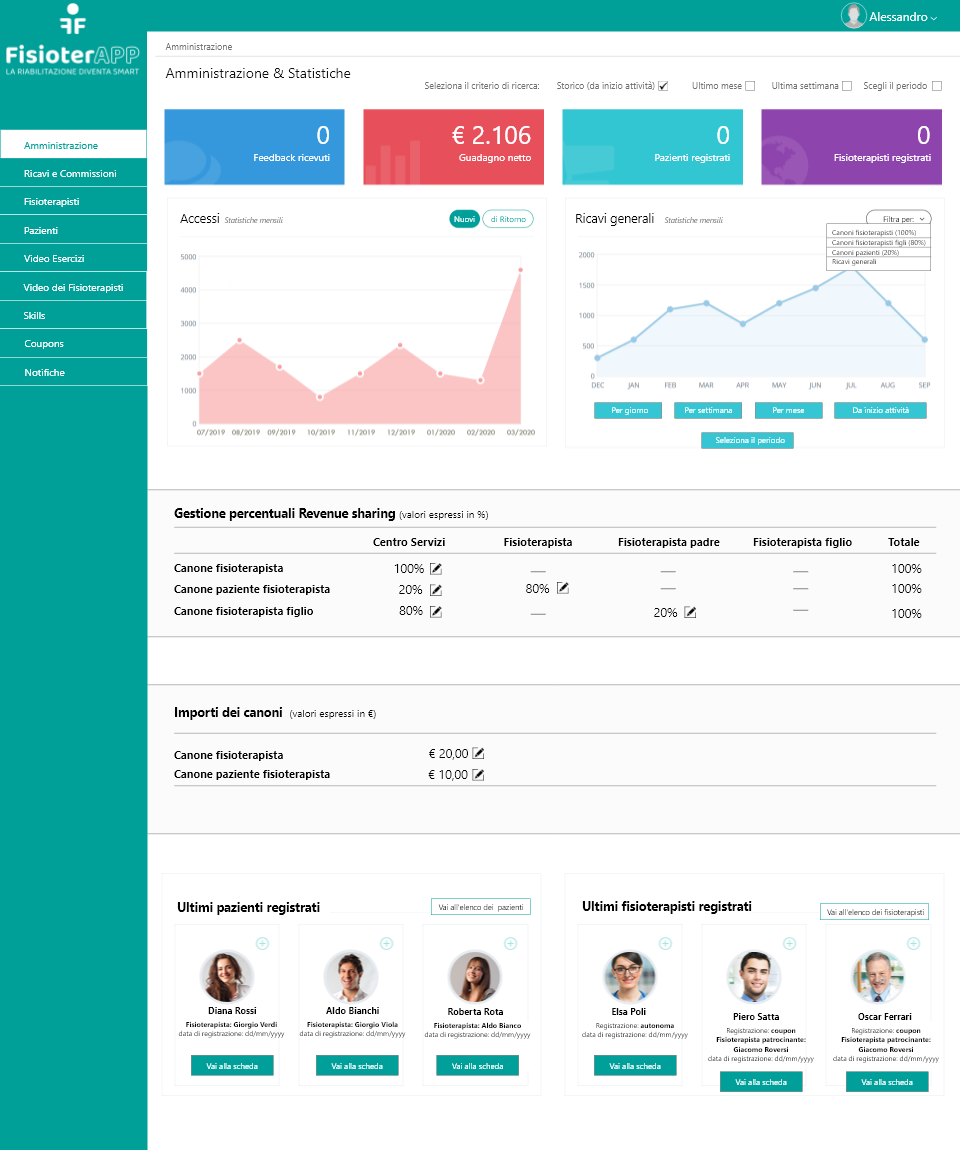 Alessandro
FisioterAPP
LA RIABILITAZIONE DIVENTA SMART
Amministrazione
Ricavi e Commissioni
Fisioterapisti
Pazienti
Video Esercizi
Video dei Fisioterapisti
Skills
Coupons
Notifiche
Amministrazione
Amministrazione & Statistiche
Seleziona il criterio di ricerca: Storico (da inizio attività) Ultimo mese Ultima settimana Scegli il periodo
0
Feedback ricevuti
€ 2.106
Guadagno netto
0
Pazienti registrati
0
Fisioterapisti registrati
Accessi Statistiche mensili
Nuovi di Ritorno
5000
4000
3000
2000
1000
0
07/2019 08/2019 09/2019 10/2019 11/2019 12/2019 01/2020 02/2020 03/2020
Ricavi generali Statistiche mensili
Filtra per:
Canoni fisioterapisti (100%)
Canoni fisioterapisti figli (80%)
Canoni pazienti (20%)
Ricavi generali
2000
1500
1000
500
0
DEC JAN FEB MAR APR MAY JUN JUL AUG SEP
Per giorno Per settimana Per mese Da inizio attività
Seleziona il periodo
Gestione percentuali Revenue sharing (valori espressi in %)
Centro Servizi Fisioterapista Fisioterapista padre Fisioterapista figlio Totale
Canone fisioterapista 100% — — — 100%
Canone paziente fisioterapista 20% 80% — — 100%
Canone fisioterapista figlio 80% — 20% — 100%
Importi dei canoni (valori espressi in €)
Canone fisioterapista € 20,00
Canone paziente fisioterapista € 10,00
Ultimi pazienti registrati
Vai all'elenco dei pazienti
Diana Rossi
Fisioterapista: Giorgio Verdi
data di registrazione: dd/mm/yyyy
Vai alla scheda
Aldo Bianchi
Fisioterapista: Giorgio Viola
data di registrazione: dd/mm/yyyy
Vai alla scheda
Roberta Rota
Fisioterapista: Aldo Bianco
data di registrazione: dd/mm/yyyy
Vai alla scheda
Ultimi fisioterapisti registrati
Vai all'elenco dei fisioterapisti
Elsa Poli
Registrazione: autonoma
data di registrazione: dd/mm/yyyy
Vai alla scheda
Piero Satta
Registrazione: coupon
Fisioterapista patrocinante:
Giacomo Roversi
data di registrazione: dd/mm/yyyy
Vai alla scheda
Oscar Ferrari
Registrazione: coupon
Fisioterapista patrocinante:
Giacomo Roversi
data di registrazione: dd/mm/yyyy
Vai alla scheda